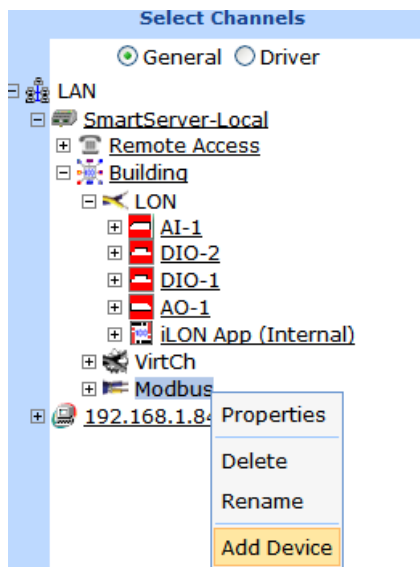 Select Channels
General Driver
LAN
SmartServer-Local
Remote Access
Building
LON
AI-1
DIO-2
DIO-1
AO-1
iLON App (Internal)
VirtCh
Modbus
192.168.1.84
Properties
Delete
Rename
Add Device